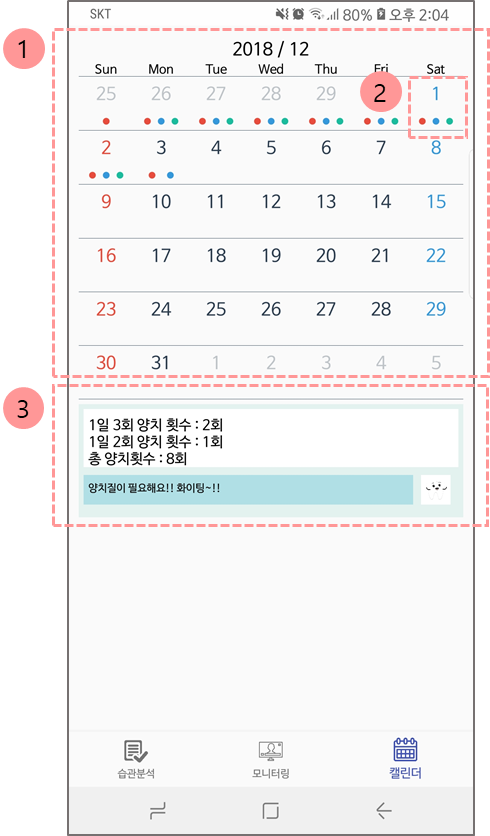 SKT 80% 오후 2:04
1
2018 / 12
Sun Mon Tue Wed Thu Fri Sat
2
25 26 27 28 29 1
2 3 4 5 6 7 8
9 10 11 12 13 14 15
16 17 18 19 20 21 22
23 24 25 26 27 28 29
30 31 1 2 3 4 5
3
1일 3회 양치 횟수 : 2회
1일 2회 양치 횟수 : 1회
총 양치횟수 : 8회
양치질이 필요해요!! 화이팅~!!
습관분석 모니터링 캘린더